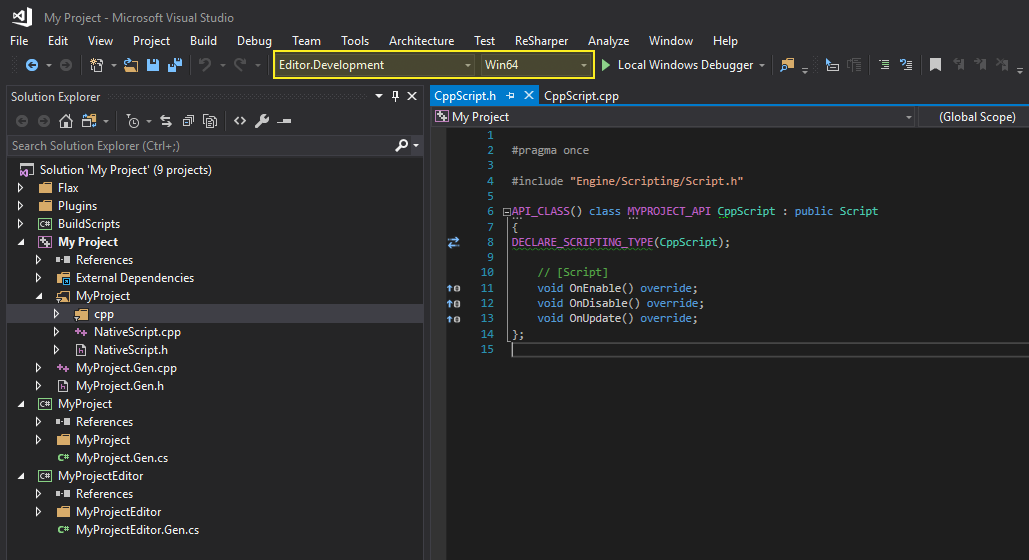 My Project - Microsoft Visual Studio
File Edit View Project Build Debug Team Tools Architecture Test ReSharper Analyze Window Help
Editor.Development Win64 Local Windows Debugger
Solution Explorer
Search Solution Explorer (Ctrl+;)
Solution 'My Project' (9 projects)
Flax
Plugins
C# BuildScripts
My Project
References
External Dependencies
MyProject
cpp
++ NativeScript.cpp
h NativeScript.h
++ MyProject.Gen.cpp
h MyProject.Gen.h
C# MyProject
References
MyProject
C# MyProject.Gen.cs
C# MyProjectEditor
References
MyProjectEditor
C# MyProjectEditor.Gen.cs
CppScript.h CppScript.cpp
My Project (Global Scope)
1
2 #pragma once
3
4 #include "Engine/Scripting/Script.h"
5
6 API_CLASS() class MYPROJECT_API CppScript : public Script
7 {
8 DECLARE_SCRIPTING_TYPE(CppScript);
9
10 // [Script]
11 void OnEnable() override;
12 void OnDisable() override;
13 void OnUpdate() override;
14 };
15